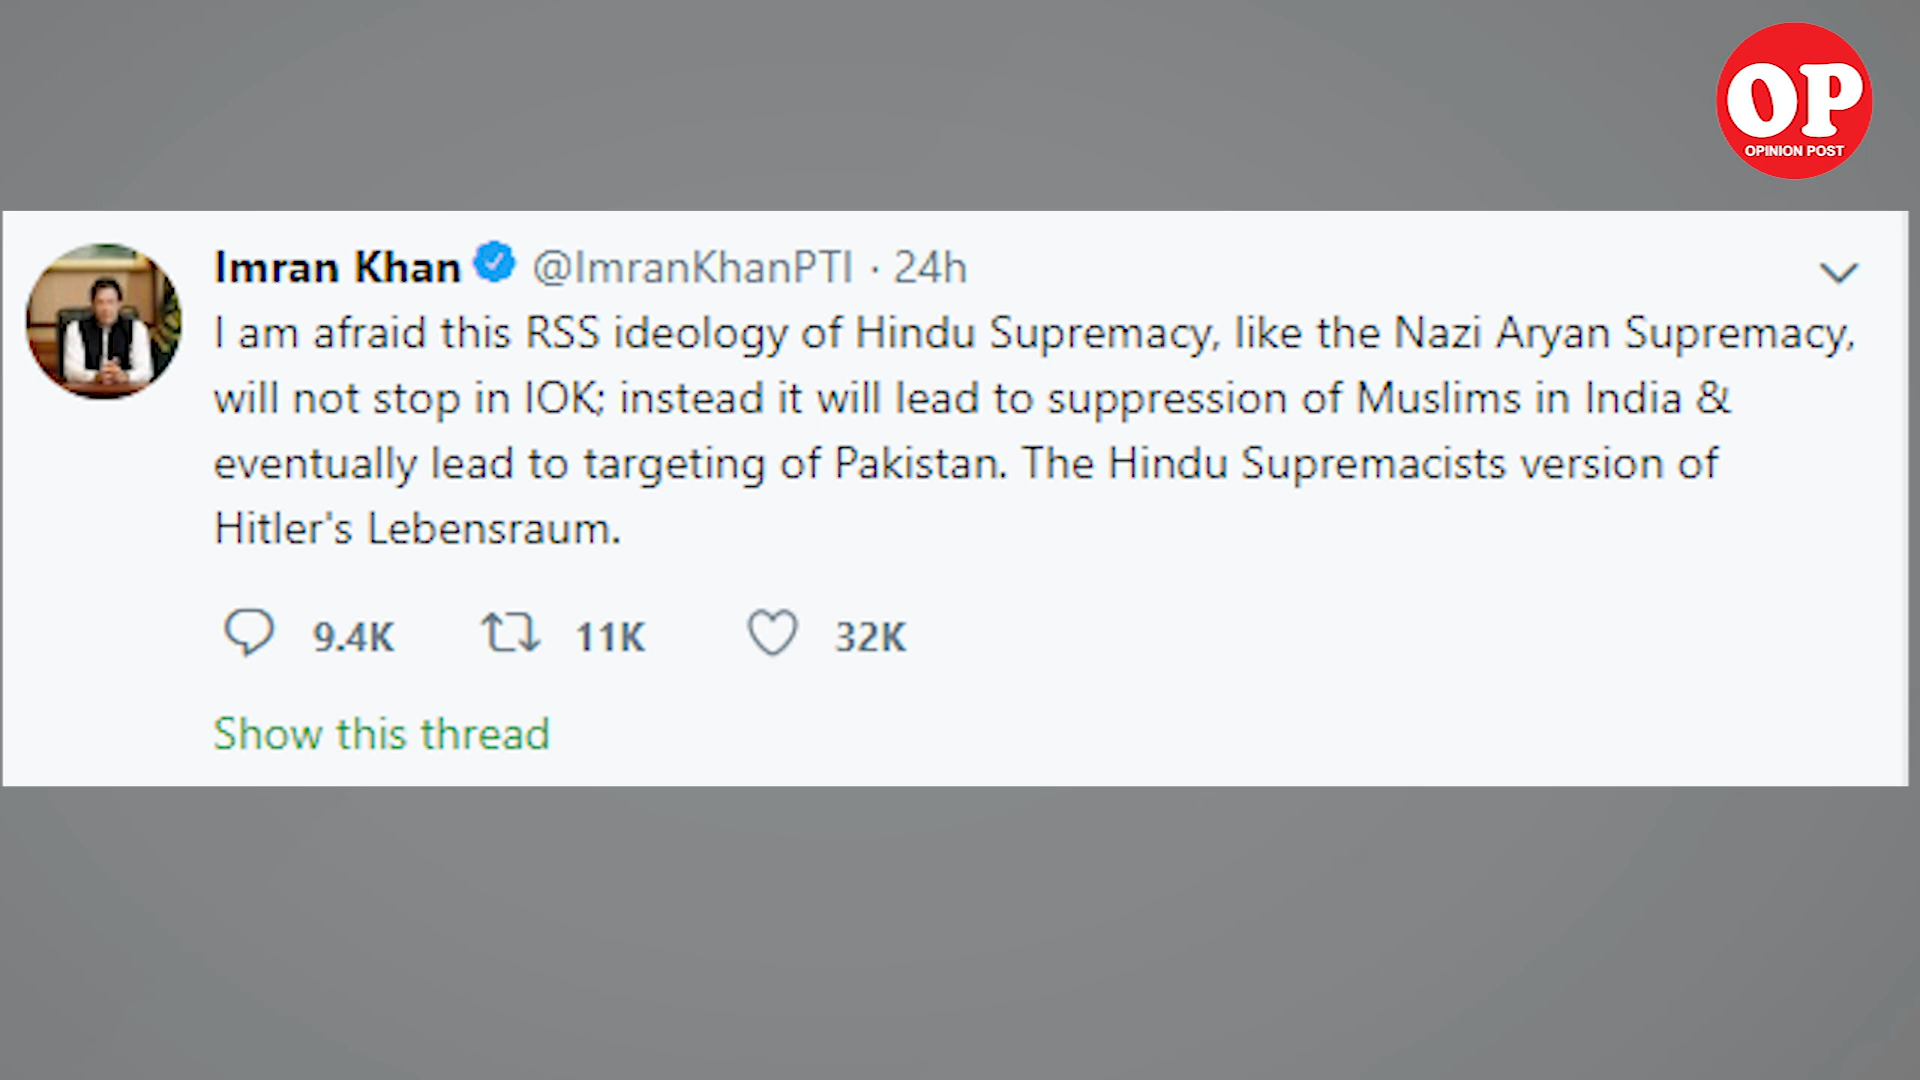 OP
OPINION POST
Imran Khan @ImranKhanPTI · 24h
I am afraid this RSS ideology of Hindu Supremacy, like the Nazi Aryan Supremacy,
will not stop in IOK; instead it will lead to suppression of Muslims in India &
eventually lead to targeting of Pakistan. The Hindu Supremacists version of
Hitler's Lebensraum.
9.4K 11K 32K
Show this thread